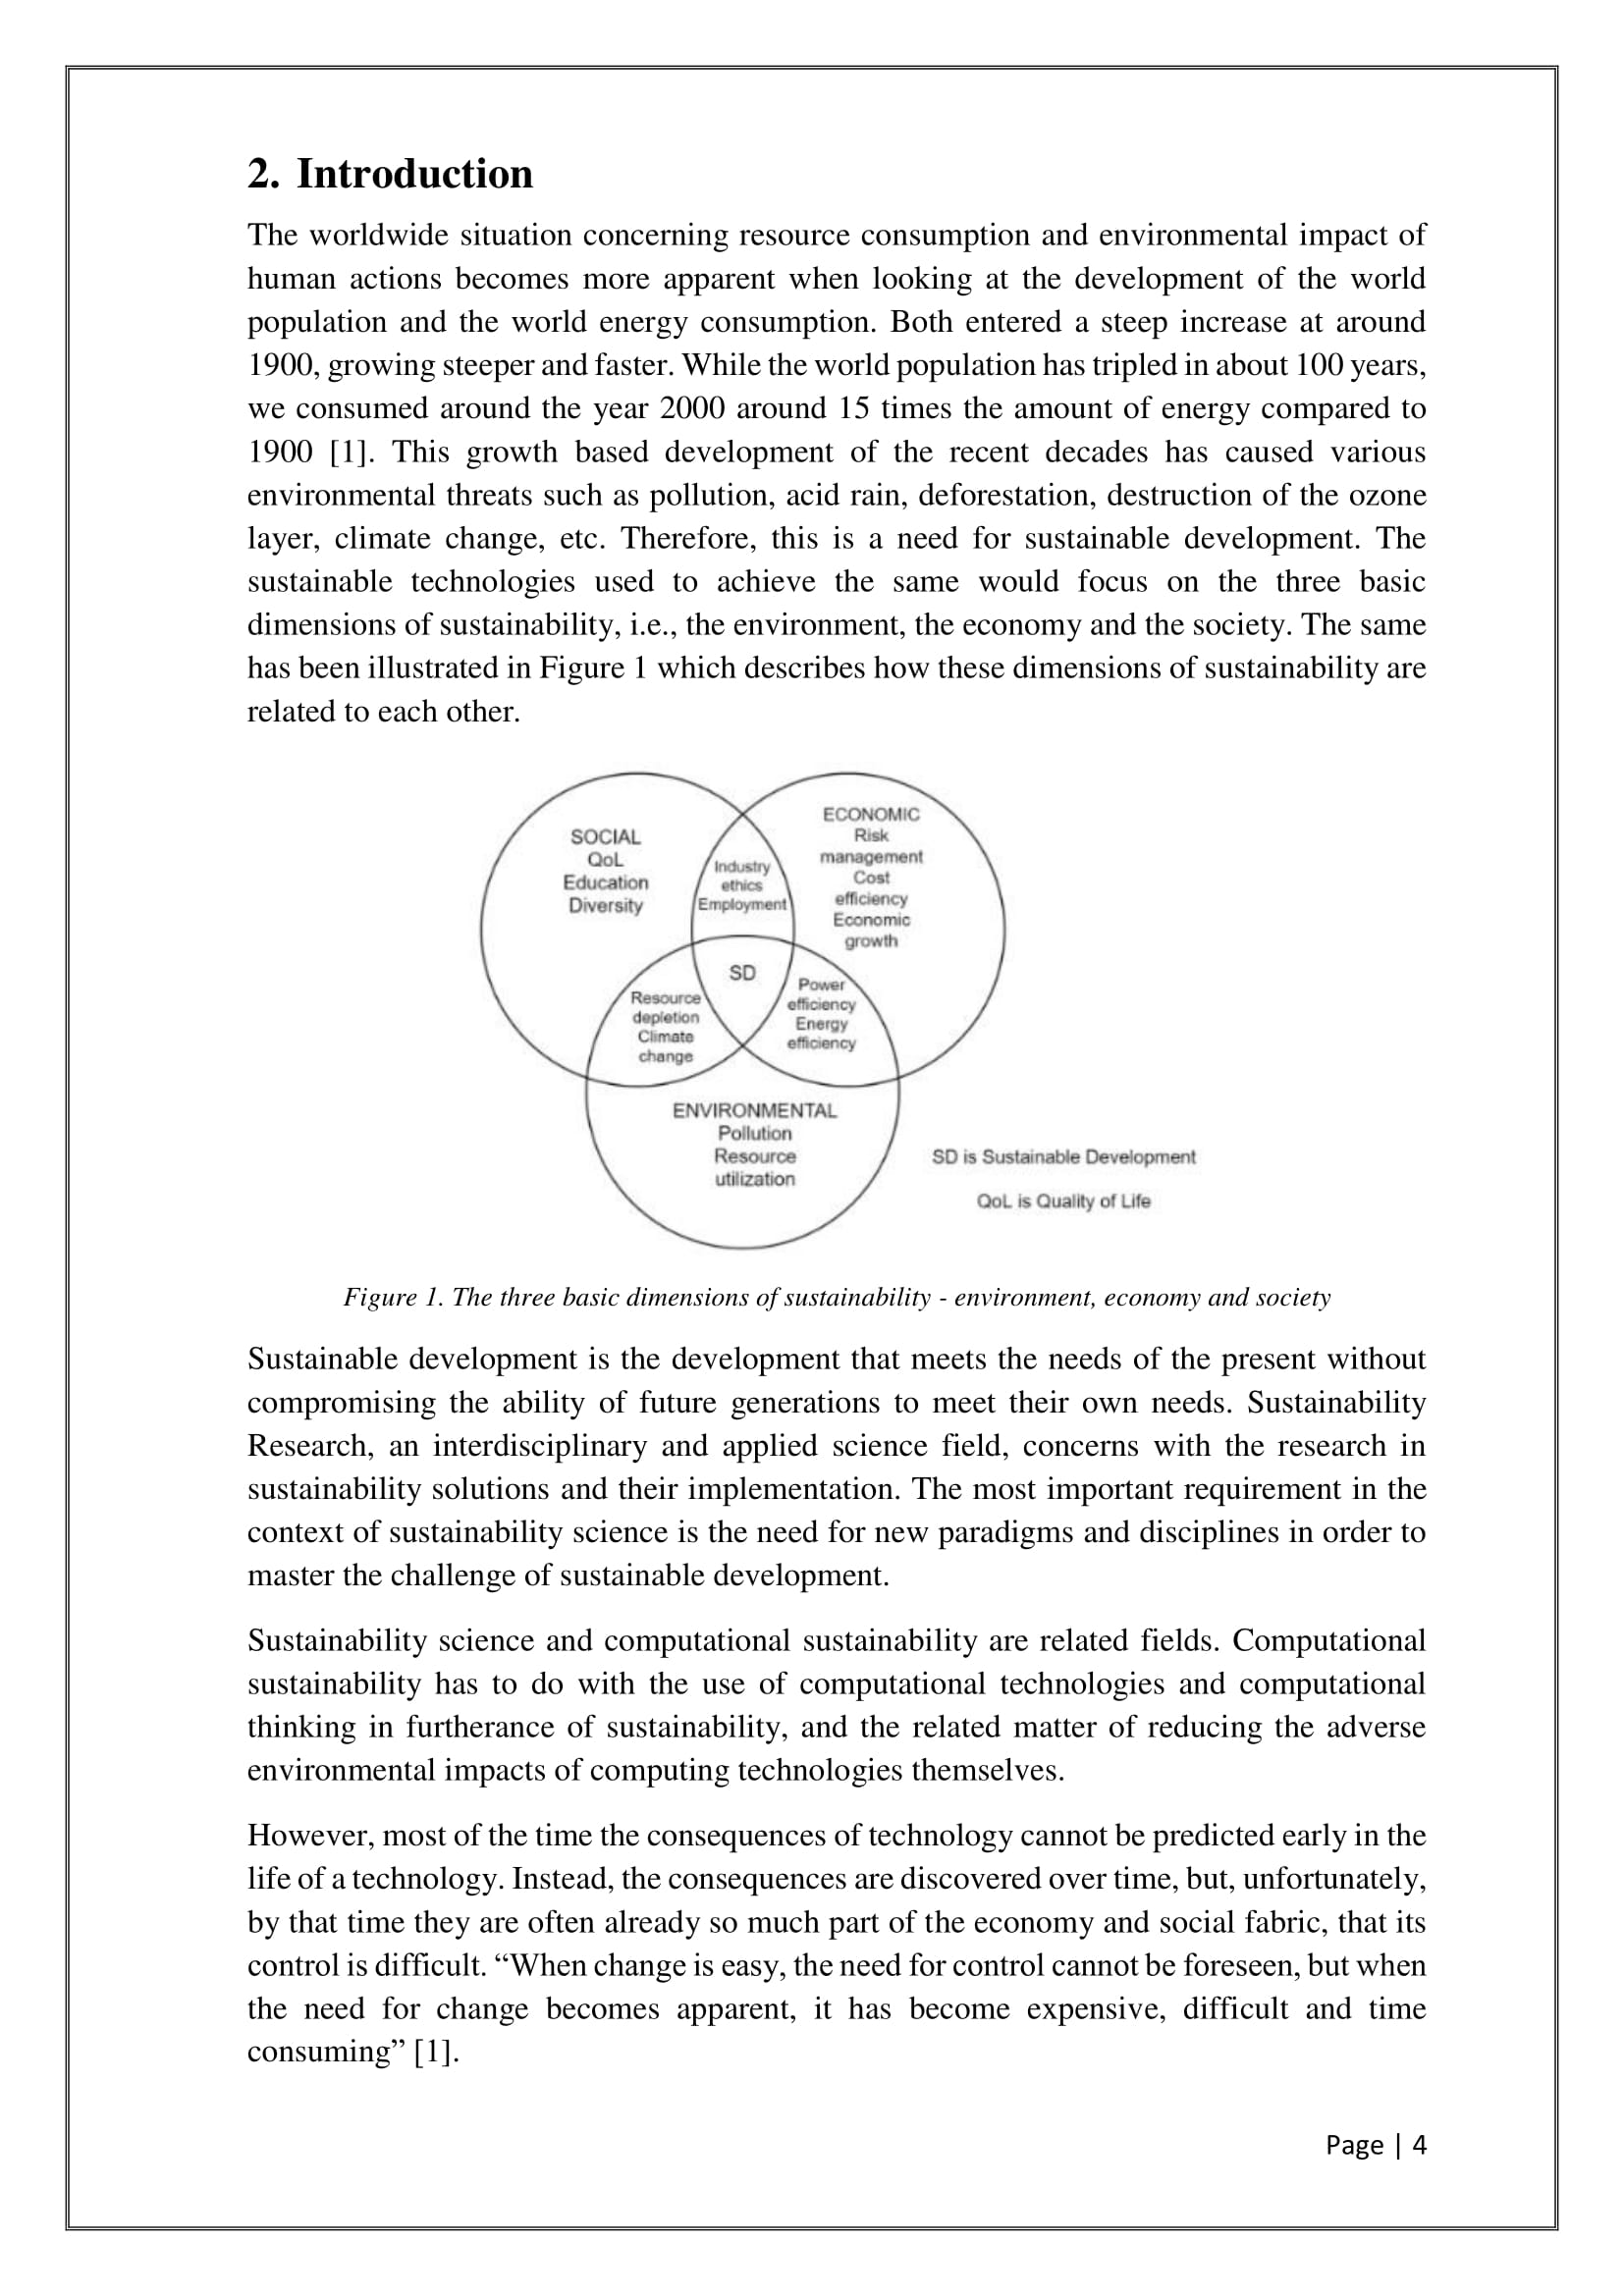 2. Introduction
The worldwide situation concerning resource consumption and environmental impact of
human actions becomes more apparent when looking at the development of the world
population and the world energy consumption. Both entered a steep increase at around
1900, growing steeper and faster. While the world population has tripled in about 100 years,
we consumed around the year 2000 around 15 times the amount of energy compared to
1900 [1]. This growth based development of the recent decades has caused various
environmental threats such as pollution, acid rain, deforestation, destruction of the ozone
layer, climate change, etc. Therefore, this is a need for sustainable development. The
sustainable technologies used to achieve the same would focus on the three basic
dimensions of sustainability, i.e., the environment, the economy and the society. The same
has been illustrated in Figure 1 which describes how these dimensions of sustainability are
related to each other.
SOCIAL
QoL
Education
Diversity
Industry
ethics
Employment
ECONOMIC
Risk
management
Cost
efficiency
Economic
growth
SD
Resource
depletion
Climate
change
Power
efficiency
Energy
efficiency
ENVIRONMENTAL
Pollution
Resource
utilization
SD is Sustainable Development
QoL is Quality of Life
Figure 1. The three basic dimensions of sustainability - environment, economy and society
Sustainable development is the development that meets the needs of the present without
compromising the ability of future generations to meet their own needs. Sustainability
Research, an interdisciplinary and applied science field, concerns with the research in
sustainability solutions and their implementation. The most important requirement in the
context of sustainability science is the need for new paradigms and disciplines in order to
master the challenge of sustainable development.
Sustainability science and computational sustainability are related fields. Computational
sustainability has to do with the use of computational technologies and computational
thinking in furtherance of sustainability, and the related matter of reducing the adverse
environmental impacts of computing technologies themselves.
However, most of the time the consequences of technology cannot be predicted early in the
life of a technology. Instead, the consequences are discovered over time, but, unfortunately,
by that time they are often already so much part of the economy and social fabric, that its
control is difficult. “When change is easy, the need for control cannot be foreseen, but when
the need for change becomes apparent, it has become expensive, difficult and time
consuming” [1].
Page | 4